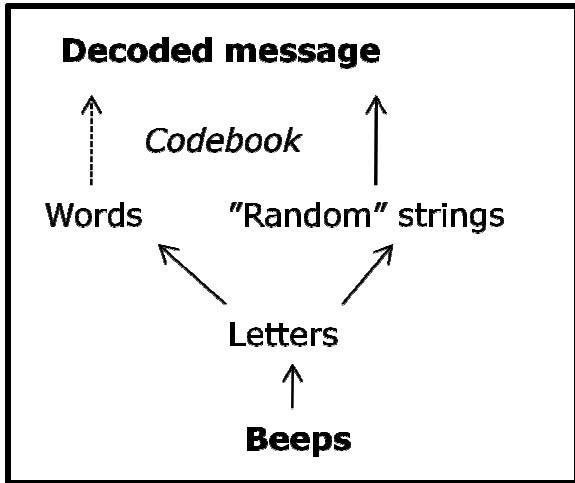 Decoded message
Codebook
Words ”Random” strings
Letters
Beeps